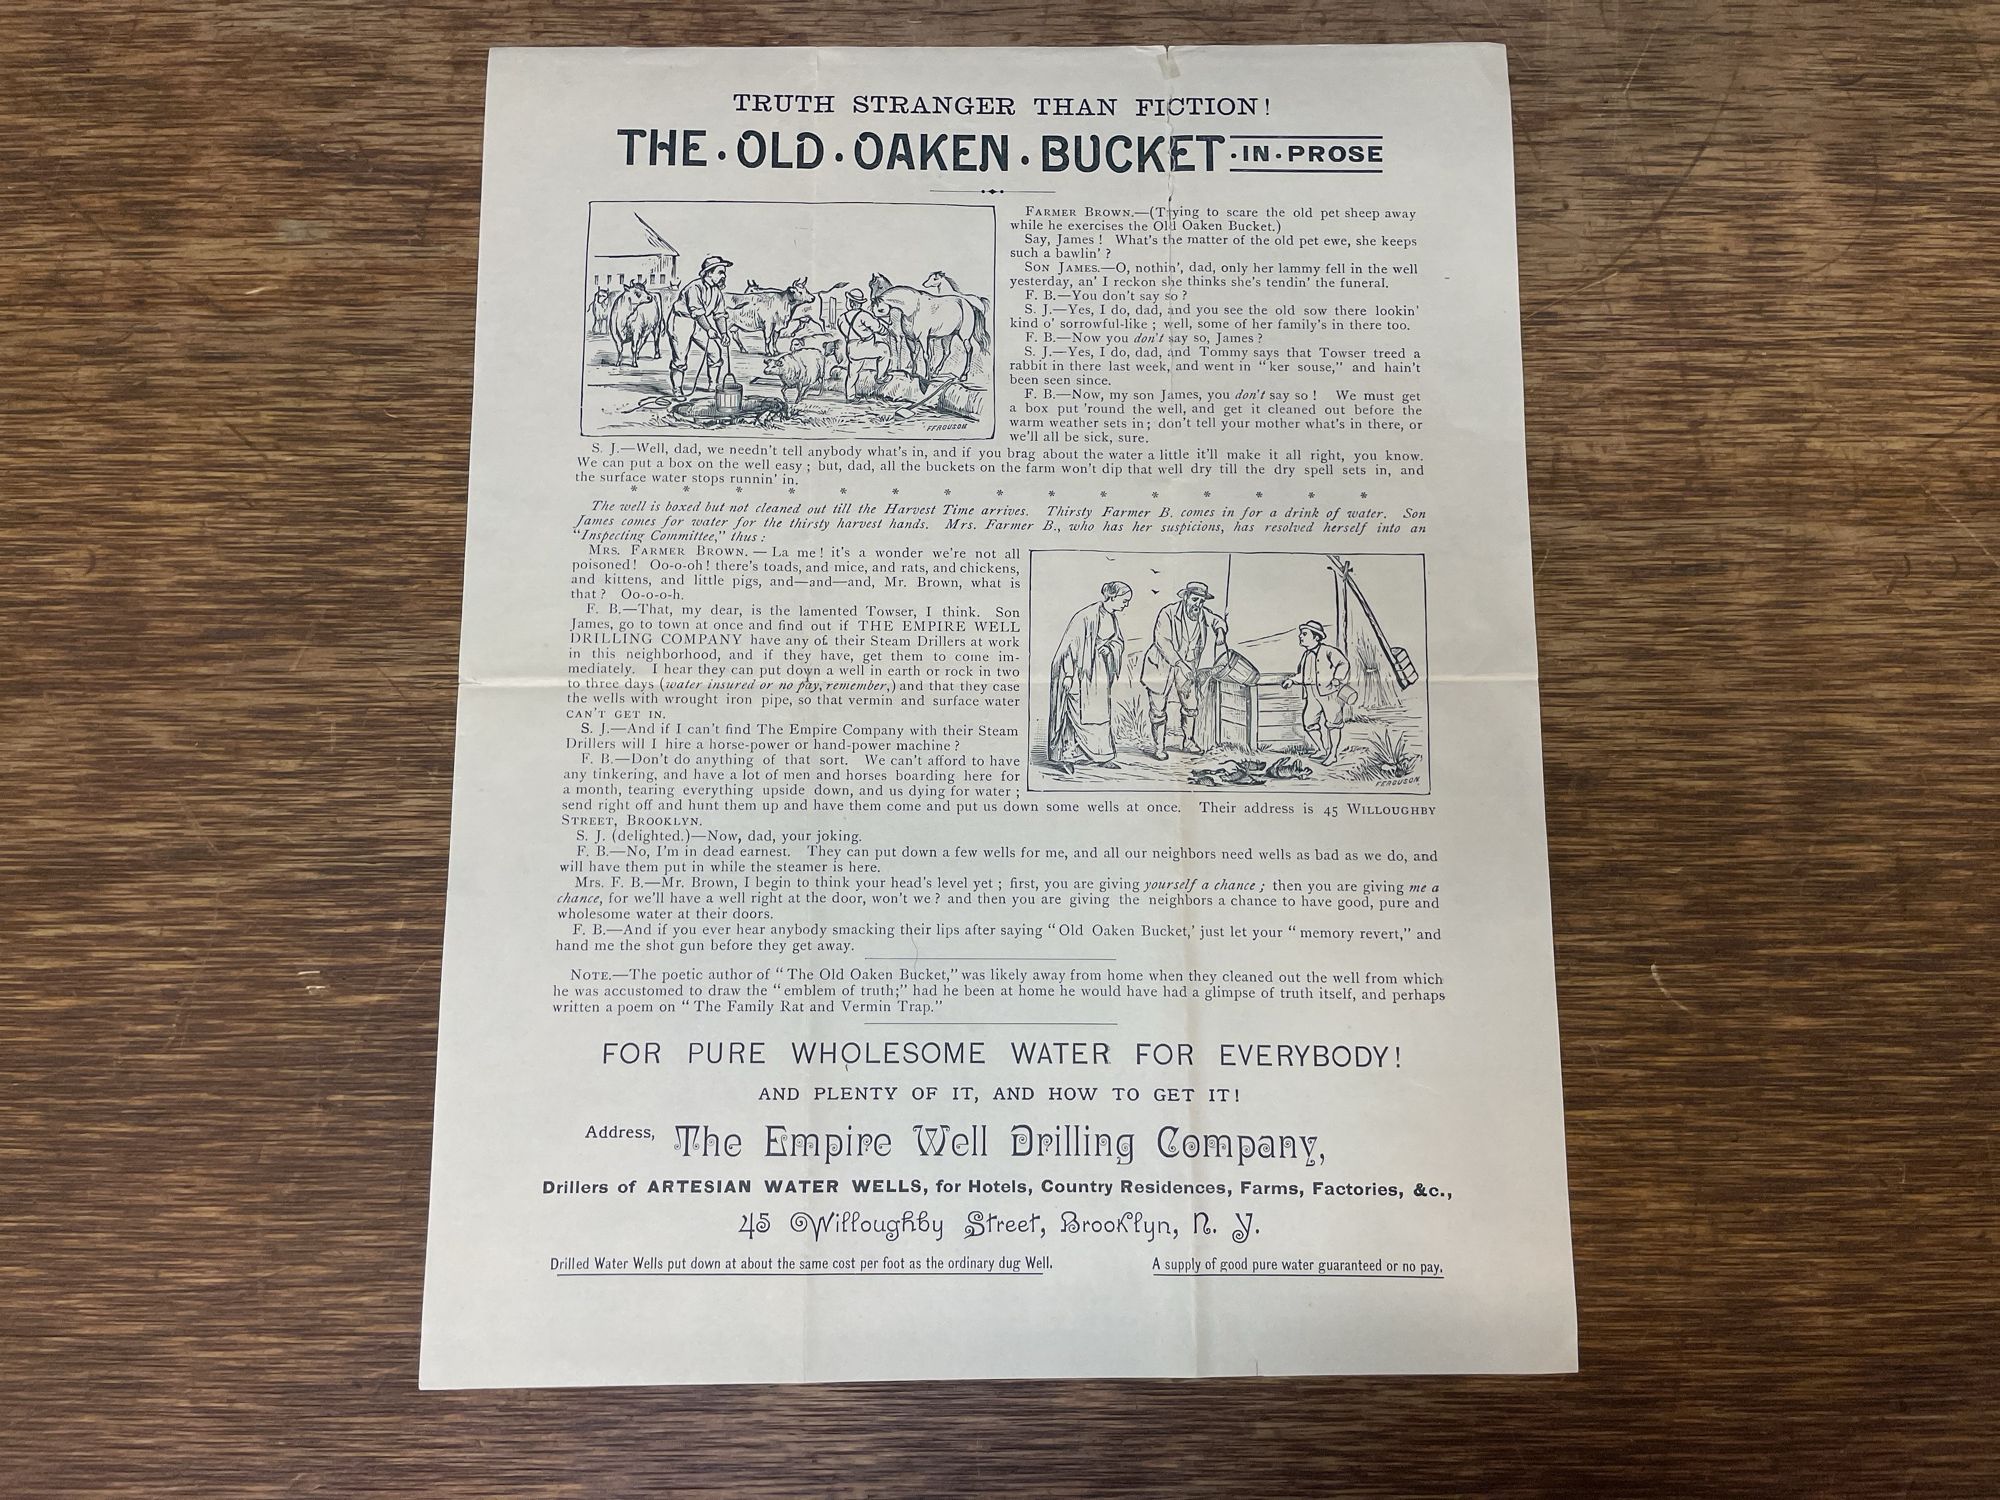 TRUTH STRANGER THAN FICTION!
THE · OLD · OAKEN · BUCKET · IN · PROSE
FARMER BROWN.—(Trying to scare the old pet sheep away
while he exercises the Old Oaken Bucket.)
Say, James! What's the matter of the old pet ewe, she keeps
such a bawlin'?
SON JAMES.—O, nothin', dad, only her lammy fell in the well
yesterday, an' I reckon she thinks she's tendin' the funeral.
F. B.—You don't say so?
S. J.—Yes, I do, dad, and you see the old sow there lookin'
kind o' sorrowful-like; well, some of her family's in there too.
F. B.—Now you don't say so, James?
S. J.—Yes, I do, dad, and Tommy says that Towser treed a
rabbit in there last week, and went in "ker souse," and hain't
been seen since.
F. B.—Now, my son James, you don't say so! We must get
a box put 'round the well, and get it cleaned out before the
warm weather sets in; don't tell your mother what's in there, or
we'll all be sick, sure.
FERGUSON
S. J.—Well, dad, we needn't tell anybody what's in, and if you brag about the water a little it'll make it all right, you know.
We can put a box on the well easy; but, dad, all the buckets on the farm won't dip that well dry till the dry spell sets in, and
the surface water stops runnin' in.
* * * * * * * * * * * * * * *
The well is boxed but not cleaned out till the Harvest Time arrives. Thirsty Farmer B. comes in for a drink of water. Son
James comes for water for the thirsty harvest hands. Mrs. Farmer B., who has her suspicions, has resolved herself into an
"Inspecting Committee," thus:
MRS. FARMER BROWN.—La me! it's a wonder we're not all
poisoned! Oo-o-oh! there's toads, and mice, and rats, and chickens,
and kittens, and little pigs, and—and—and, Mr. Brown, what is
that? Oo-o-o-h.
F. B.—That, my dear, is the lamented Towser, I think. Son
James, go to town at once and find out if THE EMPIRE WELL
DRILLING COMPANY have any of their Steam Drillers at work
in this neighborhood, and if they have, get them to come im-
mediately. I hear they can put down a well in earth or rock in two
to three days (water insured or no pay, remember,) and that they case
the wells with wrought iron pipe, so that vermin and surface water
CAN'T GET IN.
S. J.—And if I can't find The Empire Company with their Steam
Drillers will I hire a horse-power or hand-power machine?
F. B.—Don't do anything of that sort. We can't afford to have
any tinkering, and have a lot of men and horses boarding here for
a month, tearing everything upside down, and us dying for water;
FERGUSON.
send right off and hunt them up and have them come and put us down some wells at once. Their address is 45 WILLOUGHBY
STREET, BROOKLYN.
S. J. (delighted.)—Now, dad, your joking.
F. B.—No, I'm in dead earnest. They can put down a few wells for me, and all our neighbors need wells as bad as we do, and
will have them put in while the steamer is here.
Mrs. F. B.—Mr. Brown, I begin to think your head's level yet; first, you are giving yourself a chance; then you are giving me a
chance, for we'll have a well right at the door, won't we? and then you are giving the neighbors a chance to have good, pure and
wholesome water at their doors.
F. B.—And if you ever hear anybody smacking their lips after saying "Old Oaken Bucket,' just let your "memory revert," and
hand me the shot gun before they get away.
NOTE.—The poetic author of "The Old Oaken Bucket," was likely away from home when they cleaned out the well from which
he was accustomed to draw the "emblem of truth;" had he been at home he would have had a glimpse of truth itself, and perhaps
written a poem on "The Family Rat and Vermin Trap."
FOR PURE WHOLESOME WATER FOR EVERYBODY!
AND PLENTY OF IT, AND HOW TO GET IT!
Address, The Empire Well Drilling Company,
Drillers of ARTESIAN WATER WELLS, for Hotels, Country Residences, Farms, Factories, &c.,
45 Willoughby Street, Brooklyn, N. Y.
Drilled Water Wells put down at about the same cost per foot as the ordinary dug Well. A supply of good pure water guaranteed or no pay.